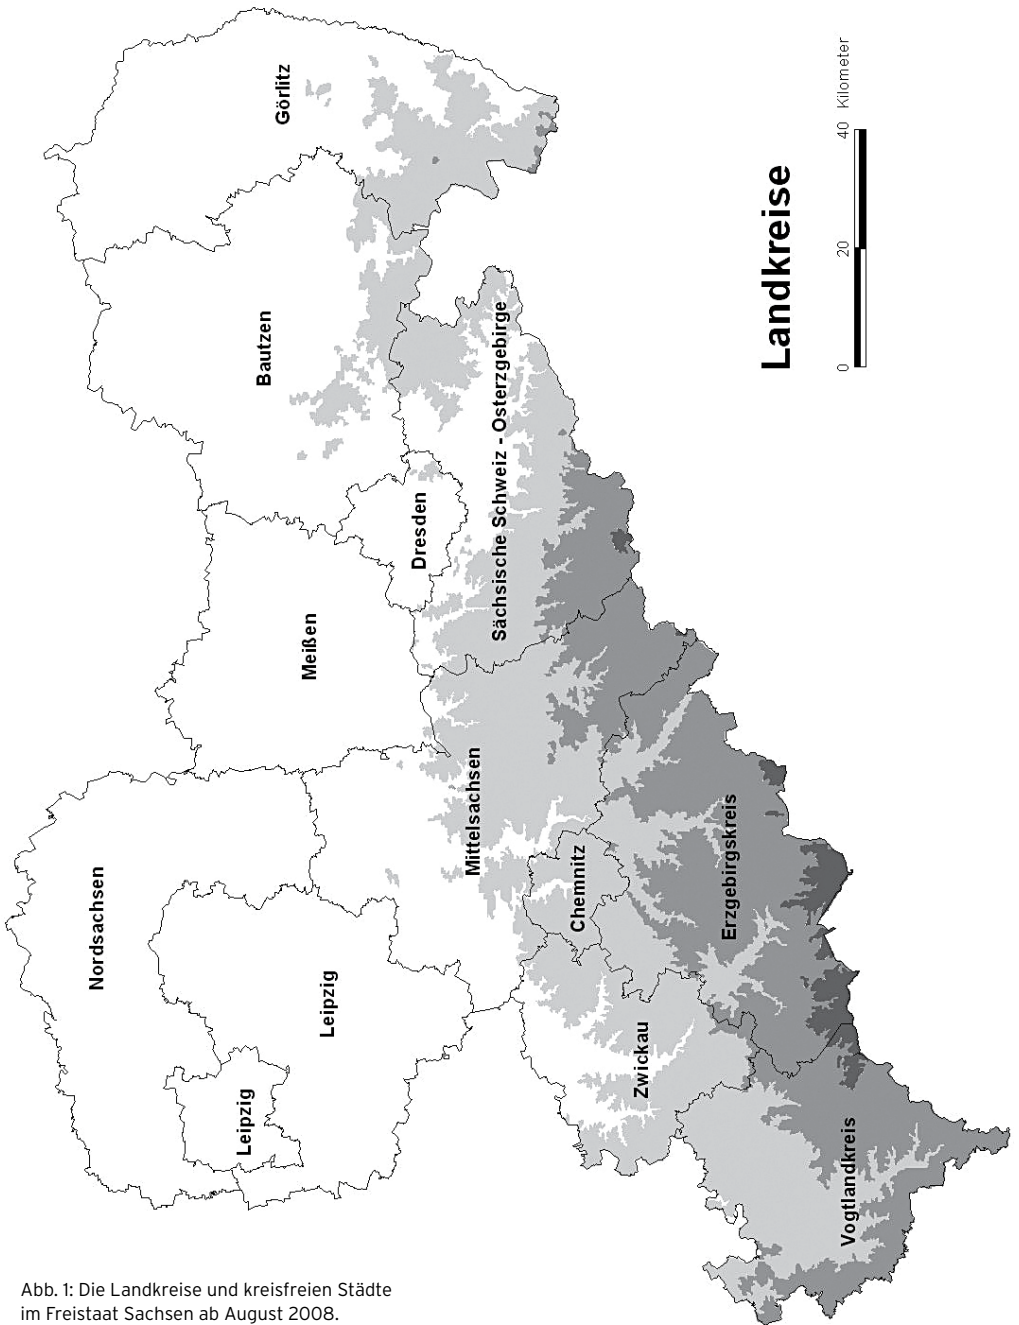 Görlitz
Bautzen
Sächsische Schweiz - Osterzgebirge
Dresden
Meißen
Mittelsachsen
Nordsachsen
Leipzig
Leipzig
Chemnitz
Erzgebirgskreis
Zwickau
Vogtlandkreis
Landkreise
0 20 40 Kilometer
Abb. 1: Die Landkreise und kreisfreien Städte
im Freistaat Sachsen ab August 2008.